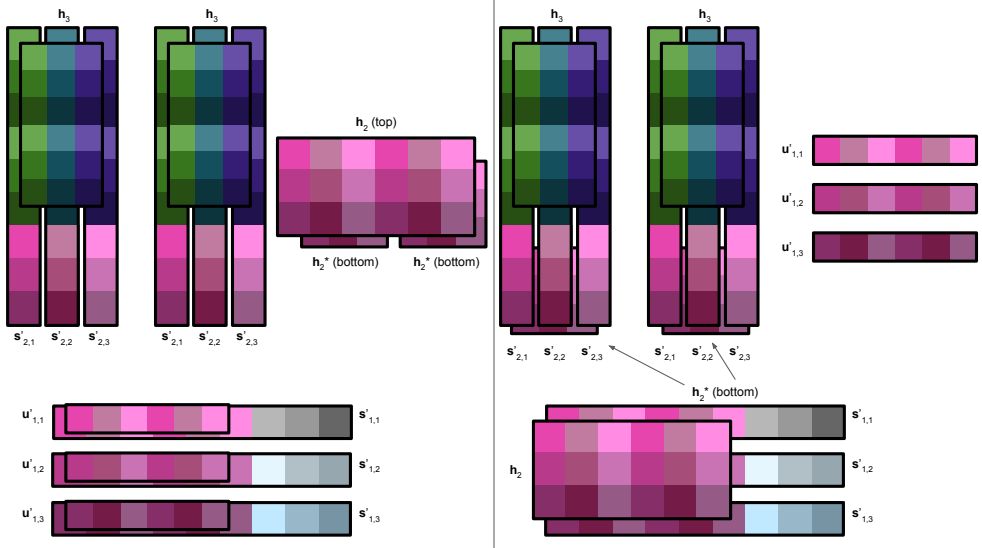 h3
h3
h2 (top)
h2* (bottom)
h2* (bottom)
s'2,1
s'2,2
s'2,3
s'2,1
s'2,2
s'2,3
u'1,1
s'1,1
u'1,2
s'1,2
u'1,3
s'1,3
h3
h3
u'1,1
u'1,2
u'1,3
s'2,1
s'2,2
s'2,3
s'2,1
s'2,2
s'2,3
h2* (bottom)
s'1,1
h2
s'1,2
s'1,3